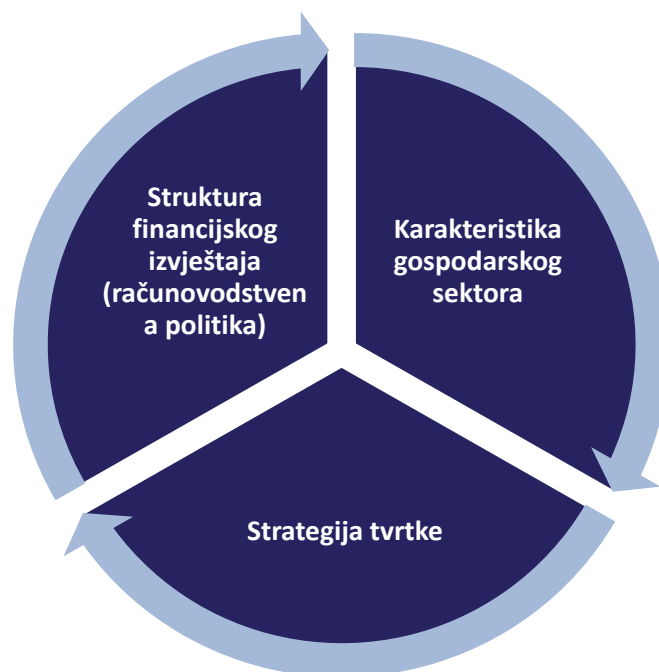 Struktura
financijskog
izvještaja
(računovodstven
a politika)
Karakteristika
gospodarskog
sektora
Strategija tvrtke